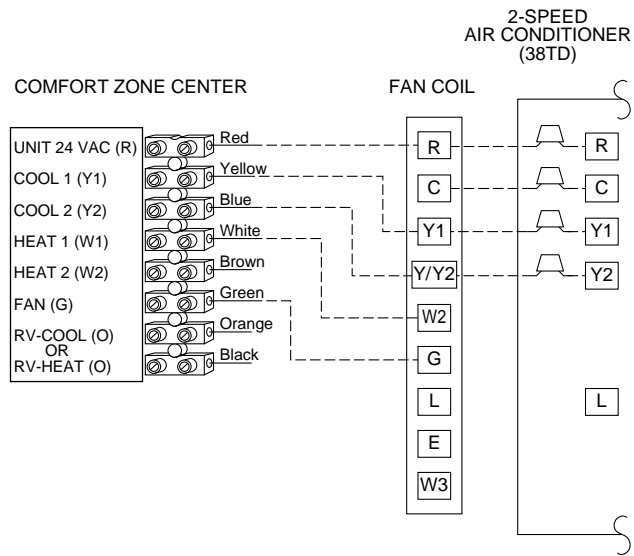 2-SPEED
AIR CONDITIONER
(38TD)
COMFORT ZONE CENTER
FAN COIL
UNIT 24 VAC (R)
COOL 1 (Y1)
COOL 2 (Y2)
HEAT 1 (W1)
HEAT 2 (W2)
FAN (G)
RV-COOL (O)
OR
RV-HEAT (O)
Red
Yellow
Blue
White
Brown
Green
Orange
Black
R
C
Y1
Y/Y2
W2
G
L
E
W3
R
C
Y1
Y2
L